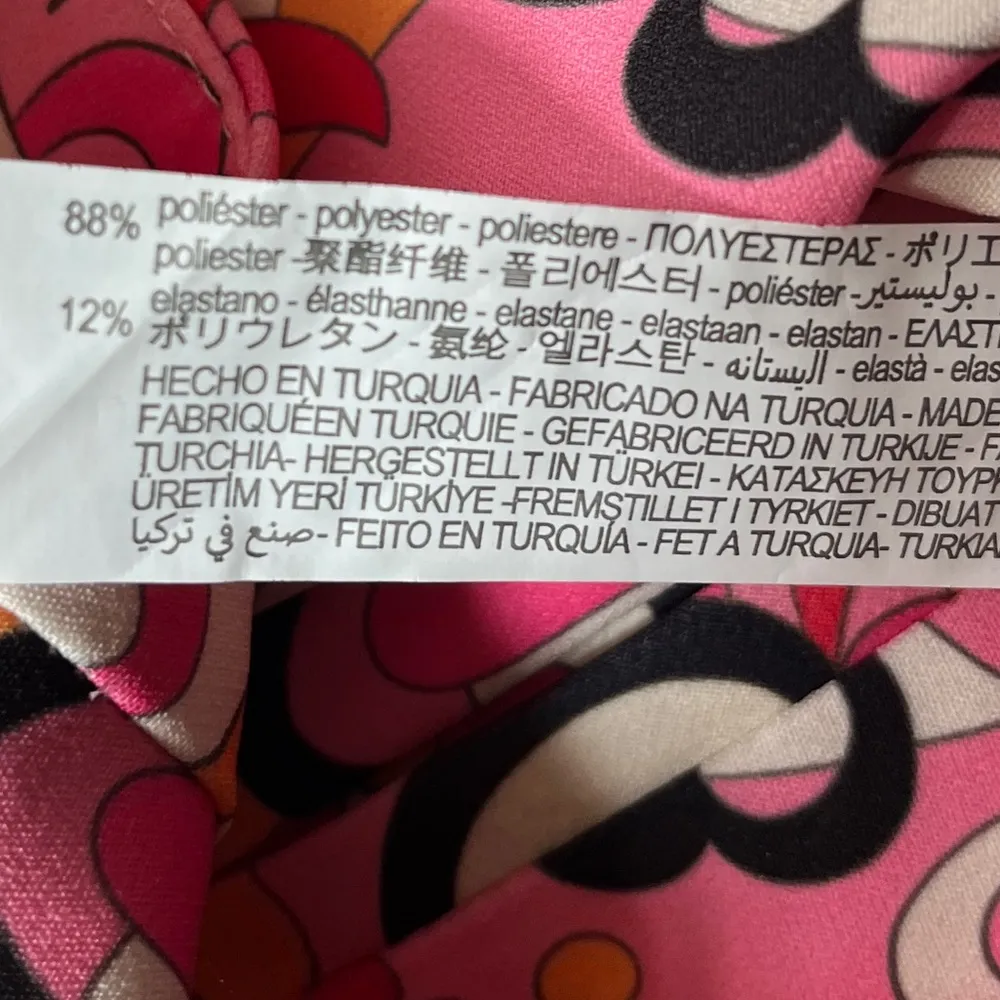 88% poliéster - polyester - poliestere - ΠΟΛΥΕΣΤΕΡΑΣ - ポリエ
poliester -聚酯纤维 - 폴리에스터 - poliéster - بوليستير -
12% elastano - élasthanne - elastane - elastaan - elastan - ΕΛΑΣΤΙ
ポリウレタン - 氨纶 - 엘라스탄 - اليستانه - elastà - elas
HECHO EN TURQUIA - FABRICADO NA TURQUIA - MADE
FABRIQUÉEN TURQUIE - GEFABRICEERD IN TURKIJE - FA
TURCHIA- HERGESTELLT IN TÜRKEI - ΚΑΤΑΣΚΕΥΗ ΤΟΥΡΚ
ÜRETİM YERİ TÜRKİYE -FREMSTILLET I TYRKIET - DIBUAT
صنع في تركيا - FEITO EN TURQUÍA - FET A TURQUIA- TURKIA